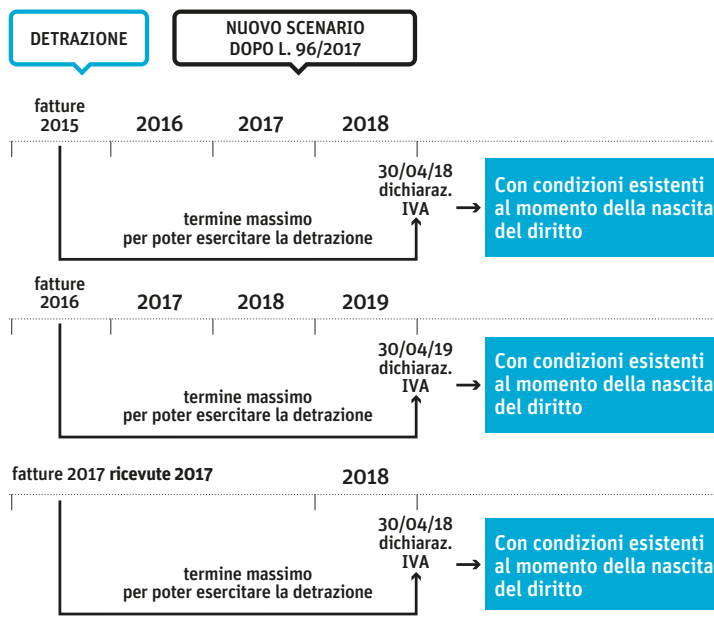 DETRAZIONE
NUOVO SCENARIO
DOPO L. 96/2017
fatture
2015
2016
2017
2018
30/04/18
dichiaraz.
IVA
termine massimo
per poter esercitare la detrazione
Con condizioni esistenti
al momento della nascita
del diritto
fatture
2016
2017
2018
2019
30/04/19
dichiaraz.
IVA
termine massimo
per poter esercitare la detrazione
Con condizioni esistenti
al momento della nascita
del diritto
fatture 2017 ricevute 2017
2018
30/04/18
dichiaraz.
IVA
termine massimo
per poter esercitare la detrazione
Con condizioni esistenti
al momento della nascita
del diritto